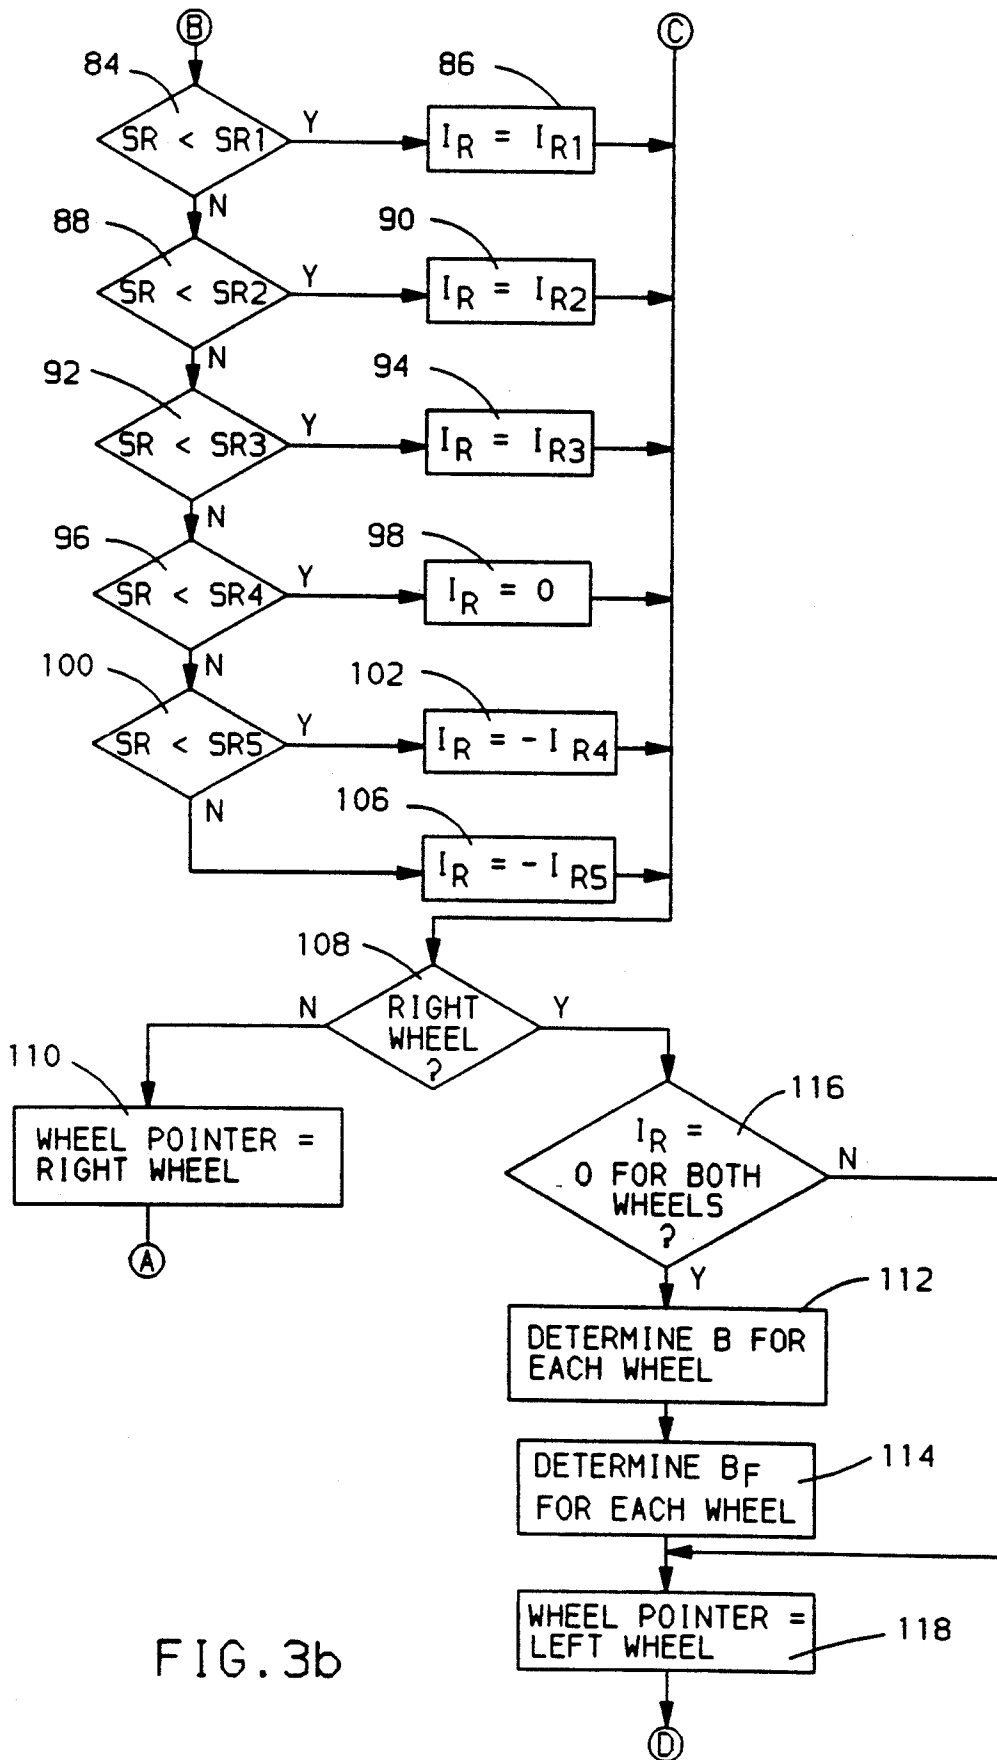 B
C
84
SR < SR1
Y
86
I_R = I_R1
N
88
SR < SR2
Y
90
I_R = I_R2
N
92
SR < SR3
Y
94
I_R = I_R3
N
96
SR < SR4
Y
98
I_R = 0
N
100
SR < SR5
Y
102
I_R = - I_R4
N
106
I_R = - I_R5
108
N
RIGHT
WHEEL
?
Y
110
WHEEL POINTER =
RIGHT WHEEL
A
116
I_R =
0 FOR BOTH
WHEELS
?
N
Y
112
DETERMINE B FOR
EACH WHEEL
114
DETERMINE B_F
FOR EACH WHEEL
WHEEL POINTER =
LEFT WHEEL
118
D
FIG. 3b